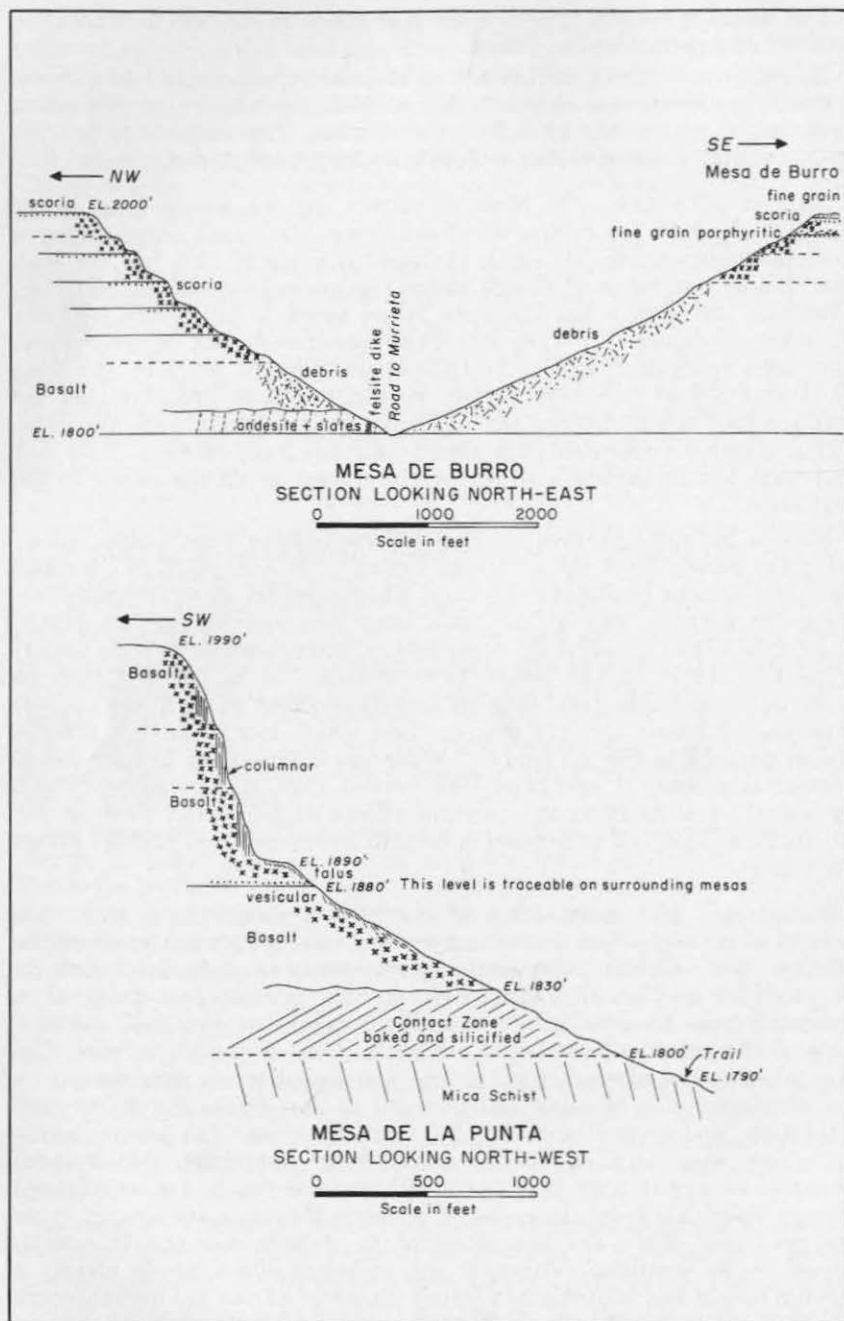 NW
SE
Mesa de Burro
scoria EL. 2000'
fine grain
scoria
fine grain porphyritic
scoria
debris
debris
felsite dike
Road to Murrieta
Basalt
andesite + slates
EL. 1800'
MESA DE BURRO
SECTION LOOKING NORTH-EAST
0 1000 2000
Scale in feet
SW
EL. 1990'
Basalt
columnar
Basalt
EL. 1890'
talus
EL. 1880' This level is traceable on surrounding mesas
vesicular
Basalt
EL. 1830'
Contact Zone
baked and silicified
EL. 1800'
Trail
EL. 1790'
Mica Schist
MESA DE LA PUNTA
SECTION LOOKING NORTH-WEST
0 500 1000
Scale in feet